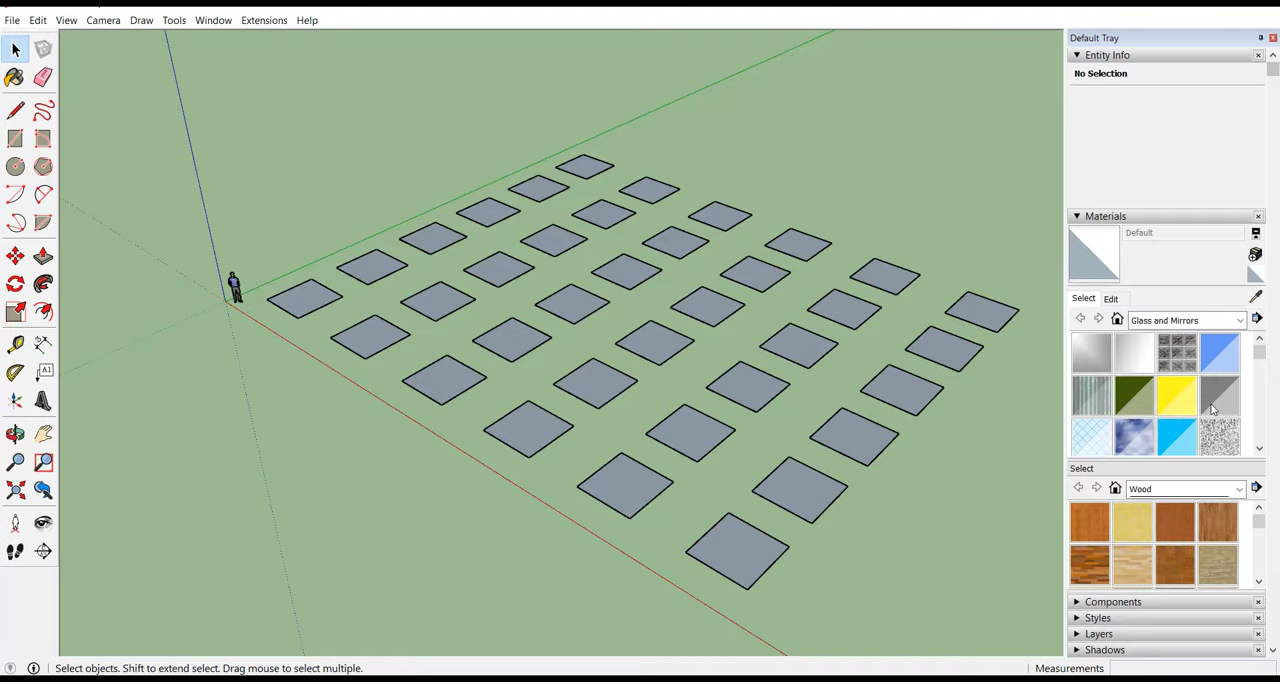 File Edit View Camera Draw Tools Window Extensions Help
Default Tray
Entity Info
No Selection
Materials
Default
Select Edit
Glass and Mirrors
Select
Wood
Components
Styles
Layers
Shadows
A1
Select objects. Shift to extend select. Drag mouse to select multiple.
Measurements